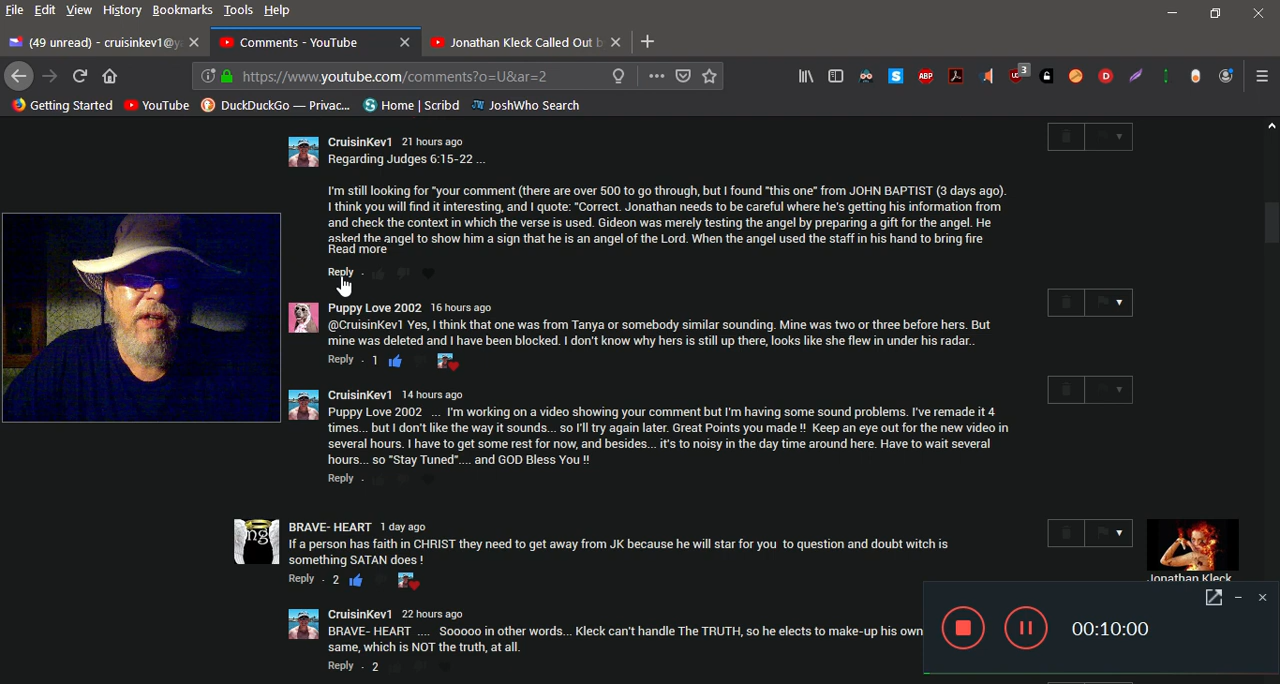 File Edit View History Bookmarks Tools Help
(49 unread) - cruisinkev1@y
Comments - YouTube
Jonathan Kleck Called Out b
https://www.youtube.com/comments?o=U&ar=2
ABP
3
Getting Started YouTube DuckDuckGo — Privac... Home | Scribd JoshWho Search
CruisinKev1 21 hours ago
Regarding Judges 6:15-22 ...
I'm still looking for "your comment (there are over 500 to go through, but I found "this one" from JOHN BAPTIST (3 days ago).
I think you will find it interesting, and I quote: "Correct. Jonathan needs to be careful where he's getting his information from
and check the context in which the verse is used. Gideon was merely testing the angel by preparing a gift for the angel. He
asked the angel to show him a sign that he is an angel of the Lord. When the angel used the staff in his hand to bring fire
Read more
Reply
Puppy Love 2002 16 hours ago
@CruisinKev1 Yes, I think that one was from Tanya or somebody similar sounding. Mine was two or three before hers. But
mine was deleted and I have been blocked. I don't know why hers is still up there, looks like she flew in under his radar..
Reply · 1
CruisinKev1 14 hours ago
Puppy Love 2002 ... I'm working on a video showing your comment but I'm having some sound problems. I've remade it 4
times... but I don't like the way it sounds... so I'll try again later. Great Points you made !! Keep an eye out for the new video in
several hours. I have to get some rest for now, and besides... it's to noisy in the day time around here. Have to wait several
hours... so "Stay Tuned".... and GOD Bless You !!
Reply ·
BRAVE- HEART 1 day ago
If a person has faith in CHRIST they need to get away from JK because he will star for you to question and doubt witch is
something SATAN does !
Reply · 2
Jonathan Kleck
CruisinKev1 22 hours ago
BRAVE- HEART .... Sooooo in other words... Kleck can't handle The TRUTH, so he elects to make-up his own
same, which is NOT the truth, at all.
Reply · 2
00:10:00